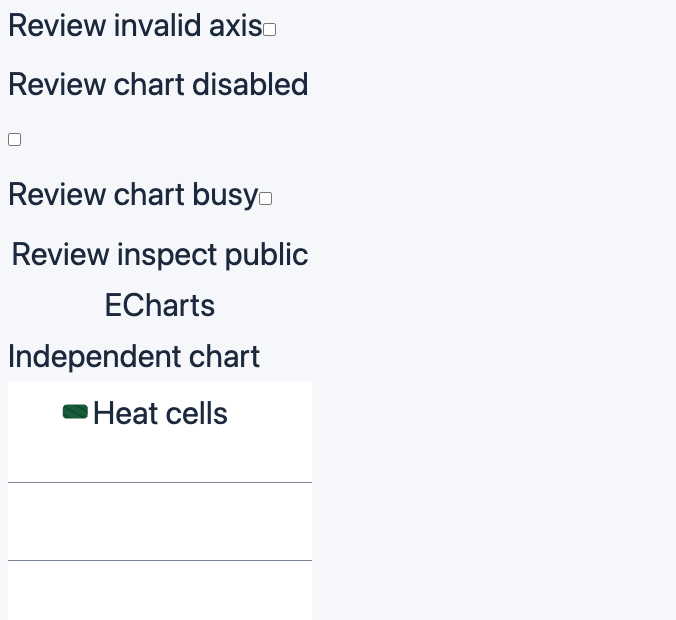 Review invalid axis
Review chart disabled
Review chart busy
Review inspect public
ECharts
Independent chart
Heat cells